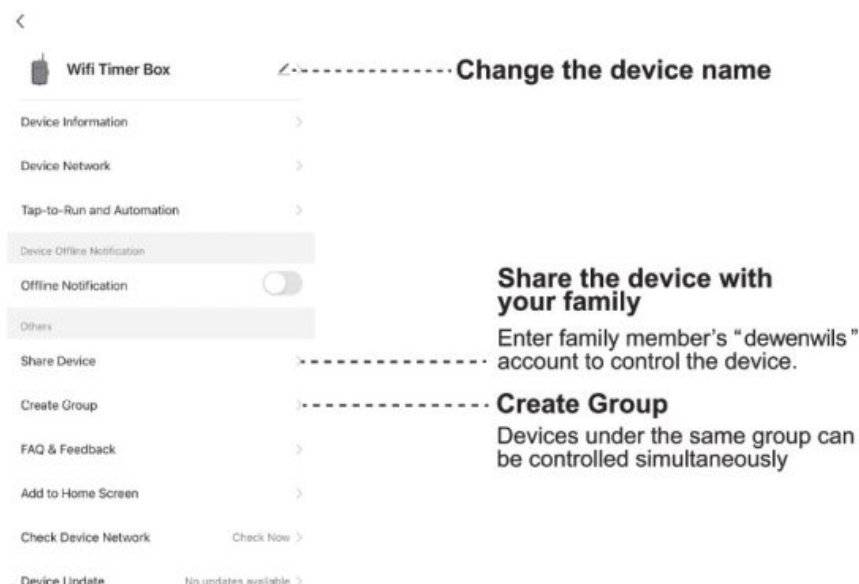 Wifi Timer Box
Change the device name
Device Information
Device Network
Tap-to-Run and Automation
Device Offline Notification
Offline Notification
Others
Share Device
Create Group
FAQ & Feedback
Add to Home Screen
Check Device Network Check Now
Device Update No updates available
Share the device with
your family
Enter family member's “dewenwils”
account to control the device.
Create Group
Devices under the same group can
be controlled simultaneously